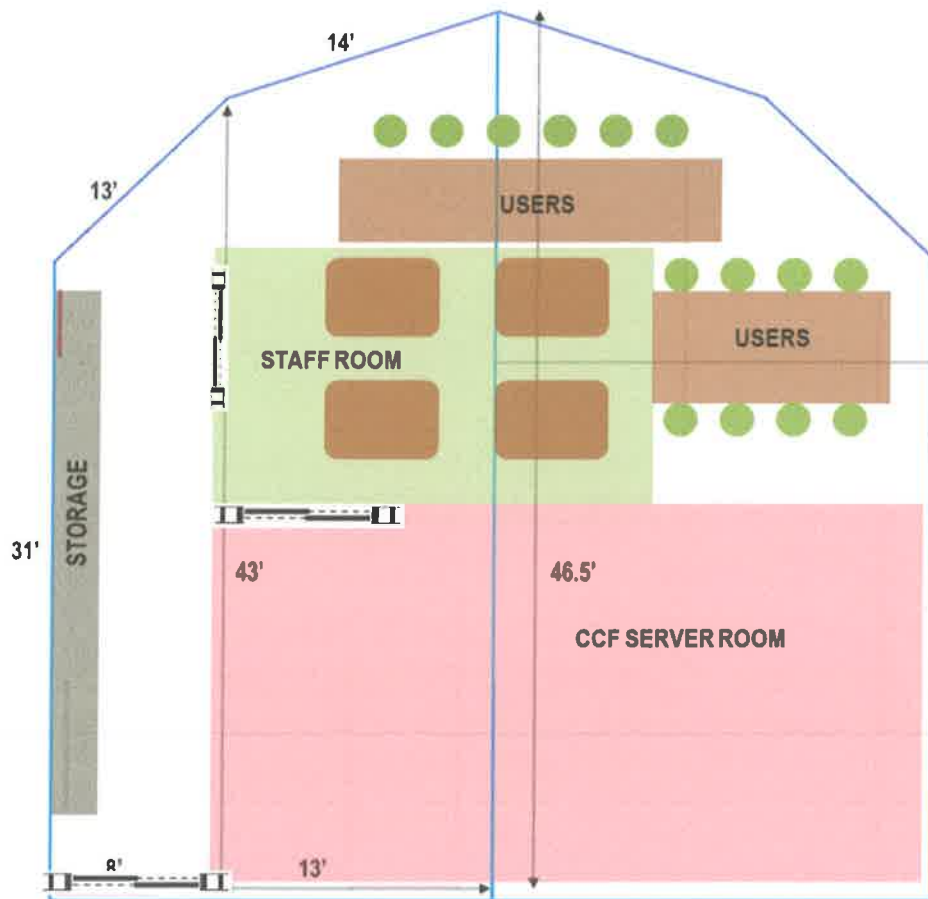 14'
13'
USERS
USERS
STAFF ROOM
STORAGE
31'
43'
46.5'
CCF SERVER ROOM
8'
13'